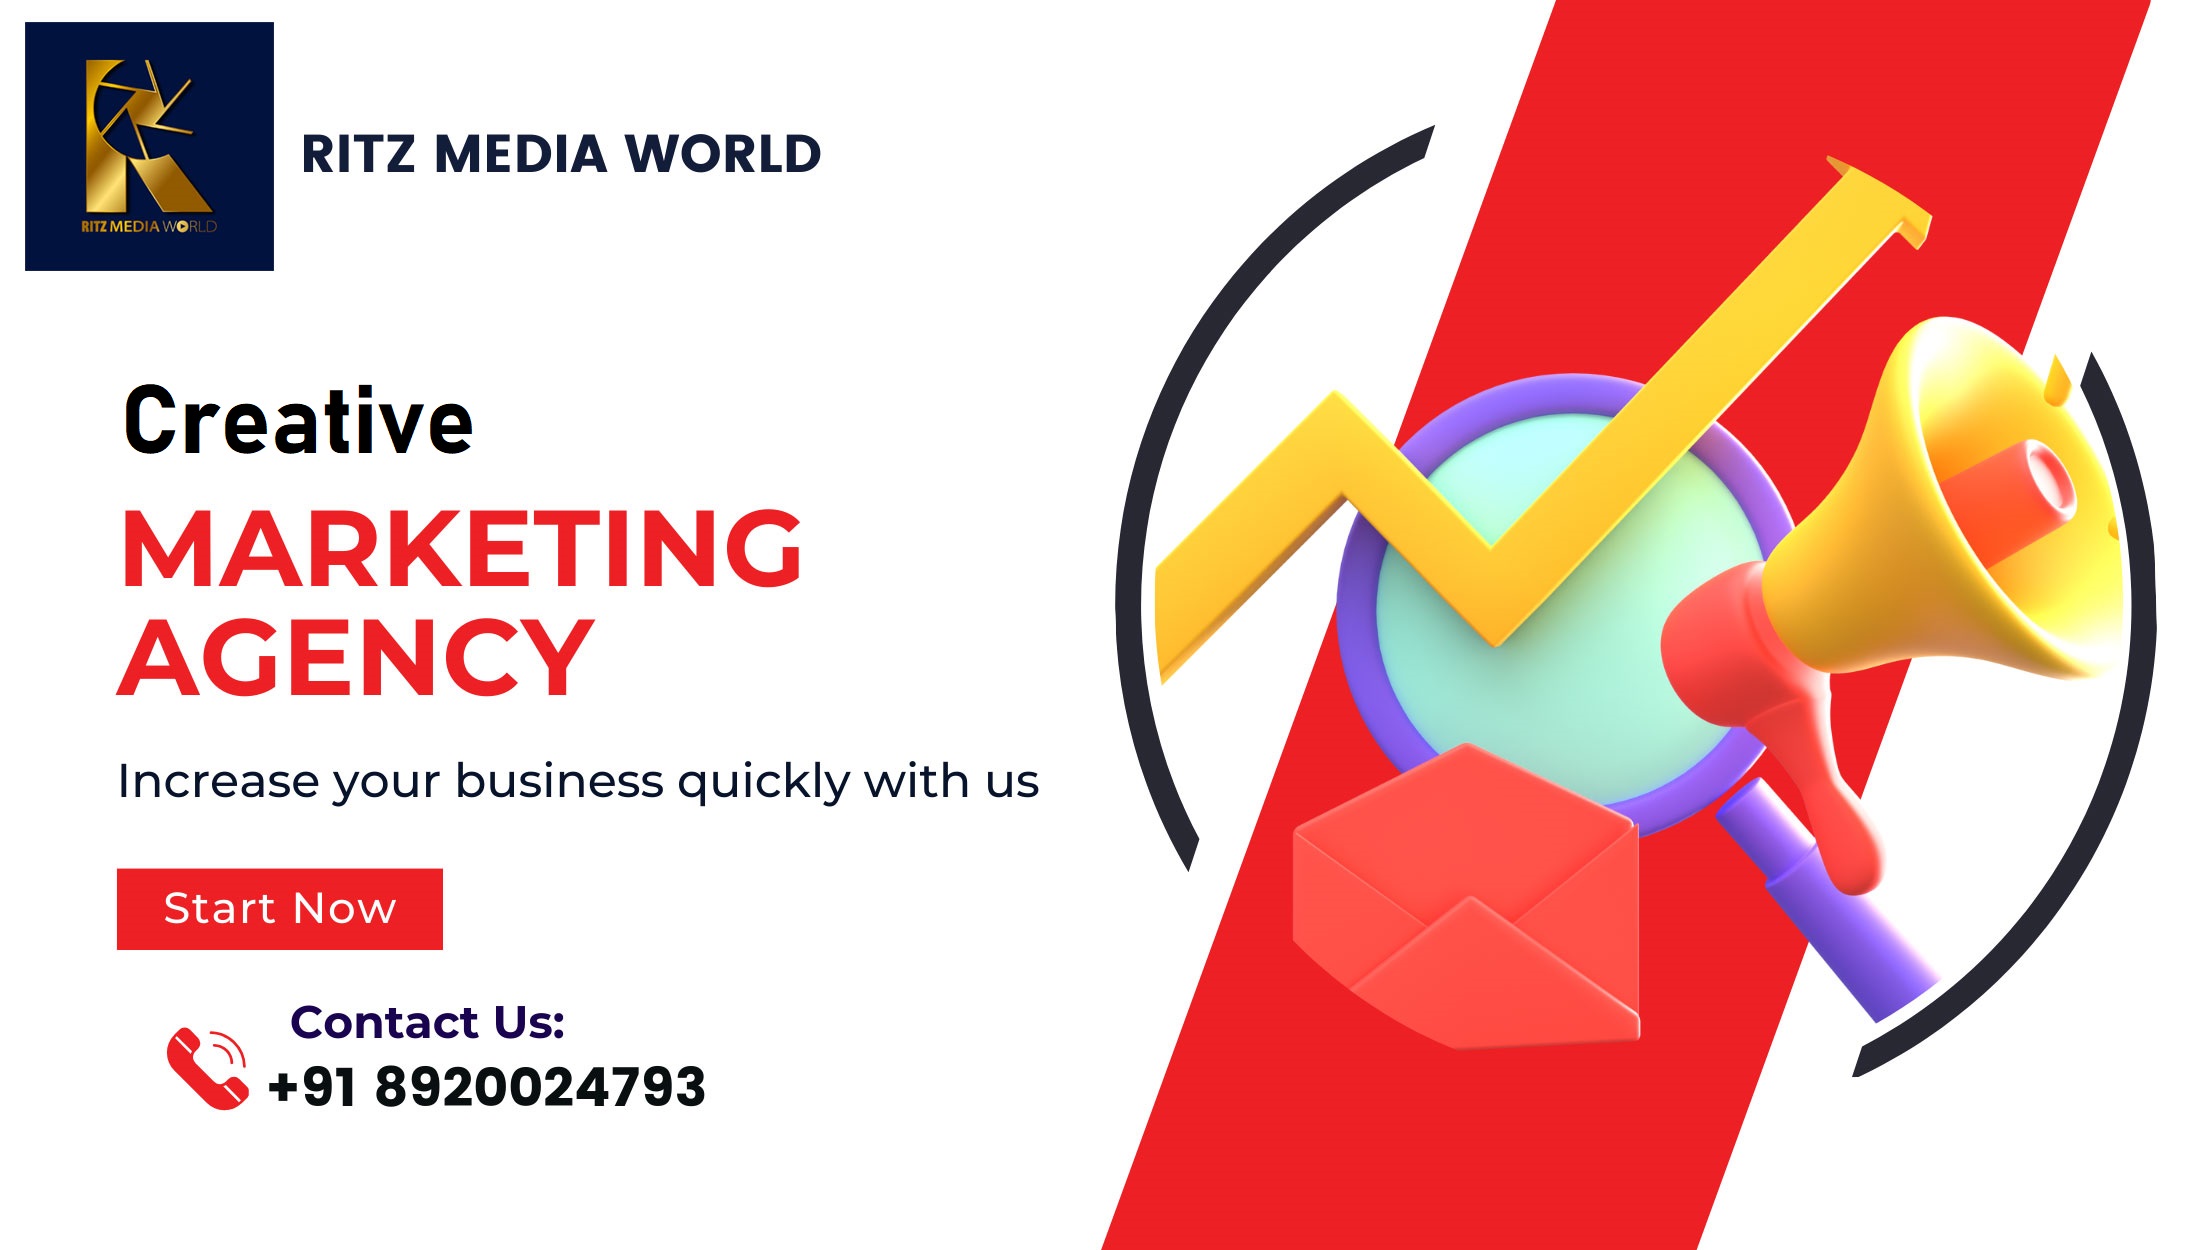 RITZ MEDIA WORLD
RITZ MEDIA WORLD
Creative
MARKETING
AGENCY
Increase your business quickly with us
Start Now
Contact Us:
+91 8920024793